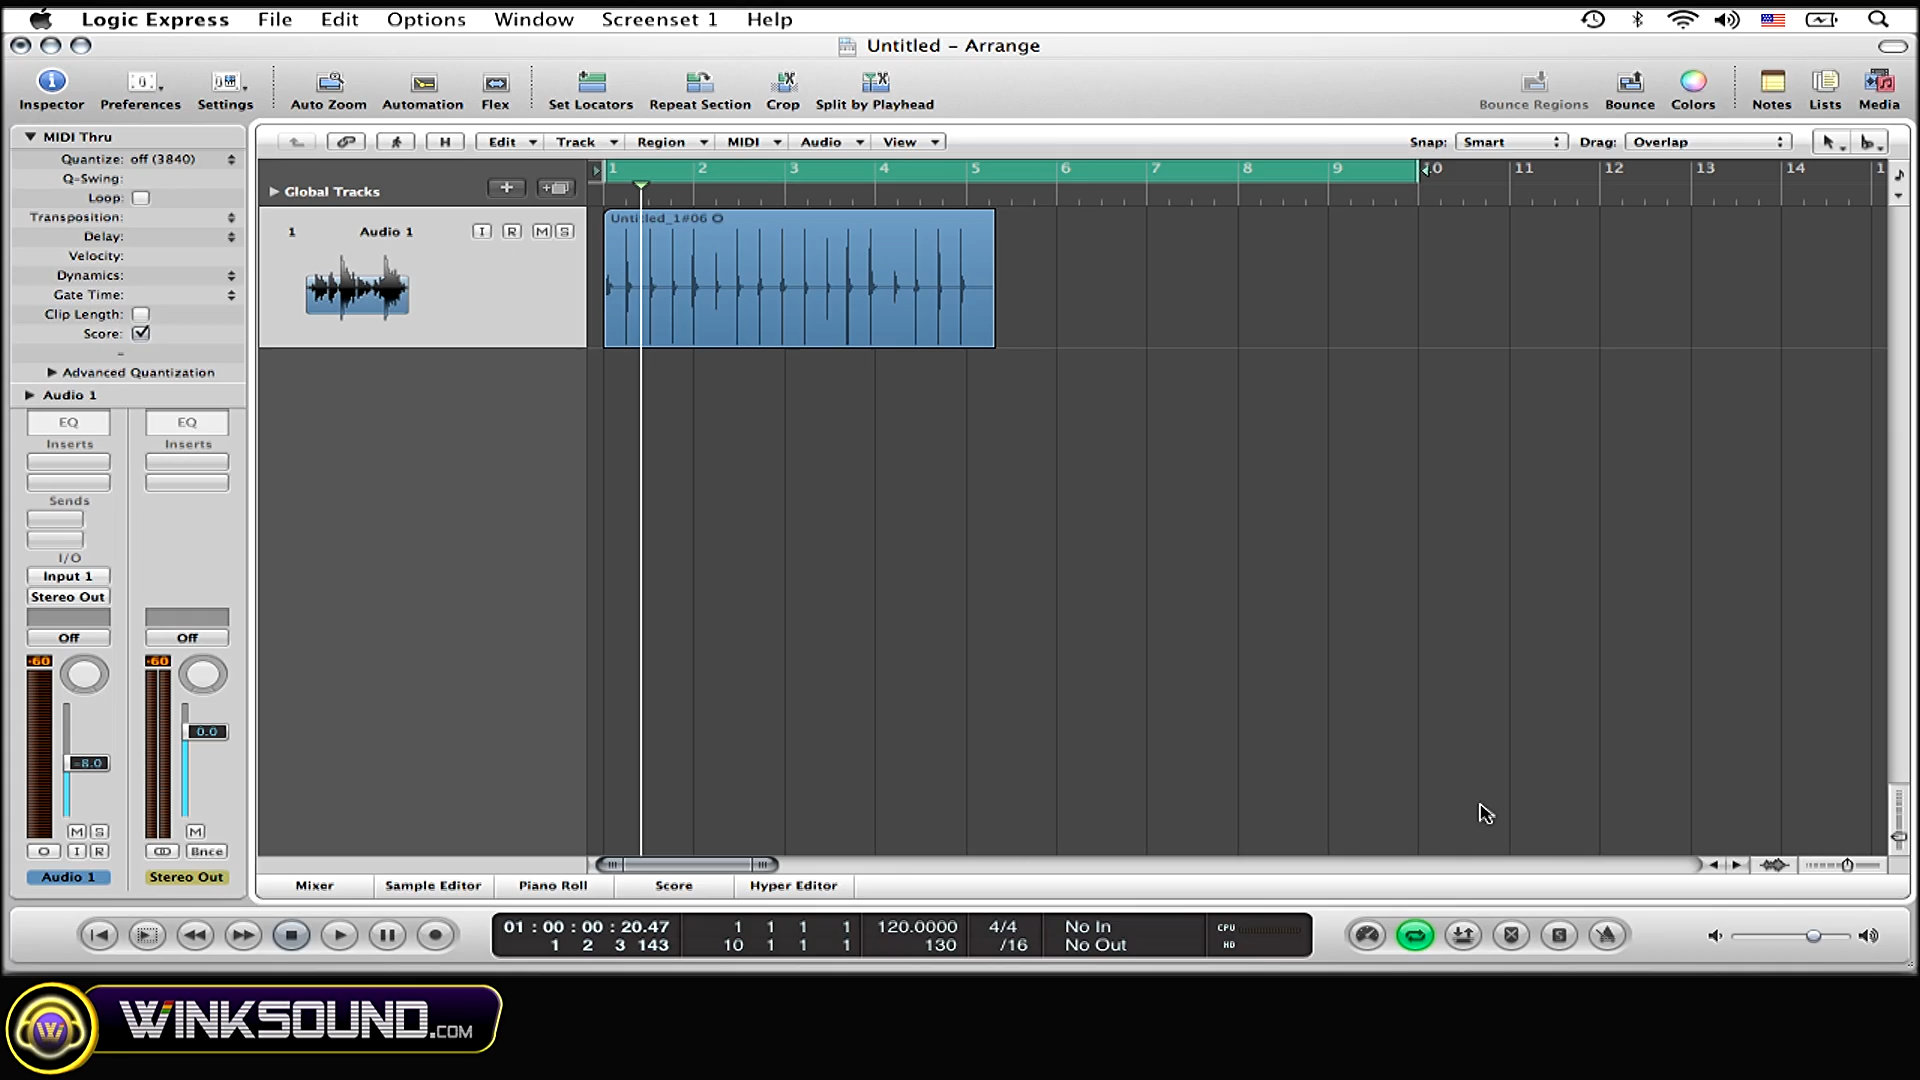 Logic Express File Edit Options Window Screenset 1 Help
Untitled – Arrange
Inspector Preferences Settings Auto Zoom Automation Flex Set Locators Repeat Section Crop Split by Playhead Bounce Regions Bounce Colors Notes Lists Media
MIDI Thru
Quantize: off (3840)
Q-Swing:
Loop:
Transposition:
Delay:
Velocity:
Dynamics:
Gate Time:
Clip Length:
Score:
Advanced Quantization
Audio 1
EQ EQ
Inserts Inserts
Sends
I/O
Input 1
Stereo Out
Off Off
-60 -60
0.0
-8.0
M S M
O I R Bnce
Audio 1 Stereo Out
H Edit Track Region MIDI Audio View Snap: Smart Drag: Overlap
1 2 3 4 5 6 7 8 9 10 11 12 13 14 1
Global Tracks
Untitled_1#06
1 Audio 1 I R M S
Mixer Sample Editor Piano Roll Score Hyper Editor
01 : 00 : 00 : 20.47 1 1 1 1 120.0000 4/4 No In CPU
1 2 3 143 10 1 1 1 130 /16 No Out HD
S
W WINKSOUND.COM